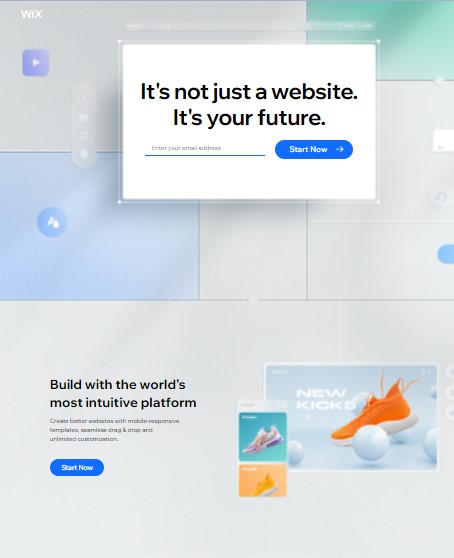 WiX
It's not just a website.
It's your future.
Enter your email address
Start Now
Build with the world's
most intuitive platform
Create better websites with mobile-responsive
templates, seamless drag & drop and
unlimited customization.
Start Now
NEW
KICKS